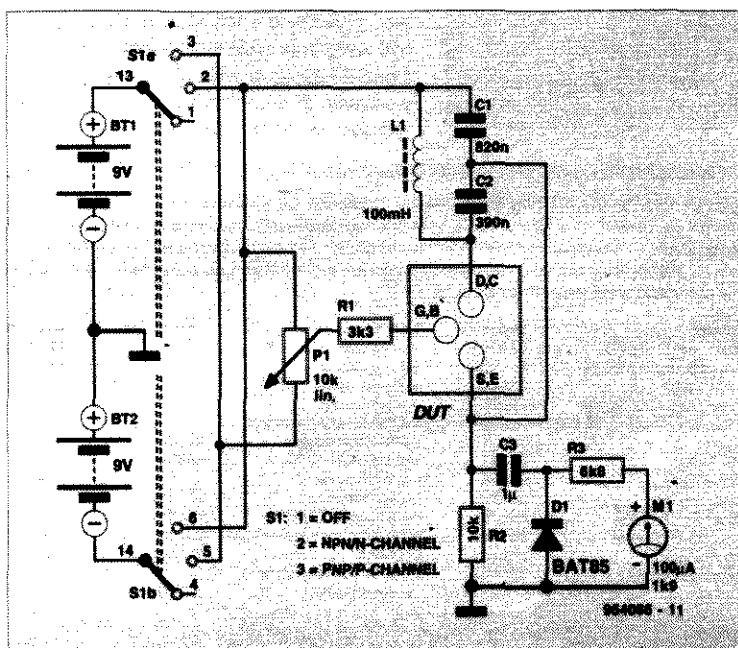 S1a
3
13
2
1
BT1
9V
C1
820n
L1
C2
390n
100mH
D,C
R1
G,B
3k3
P1
10k
lin.
S,E
DUT
BT2
9V
C3
1µ
R3
6k8
6
S1: 1 = OFF
2 = NPN/N-CHANNEL
3 = PNP/P-CHANNEL
5
14
4
S1b
10k
R2
D1
BAT85
M1
100µA
1k9
954096 - 11